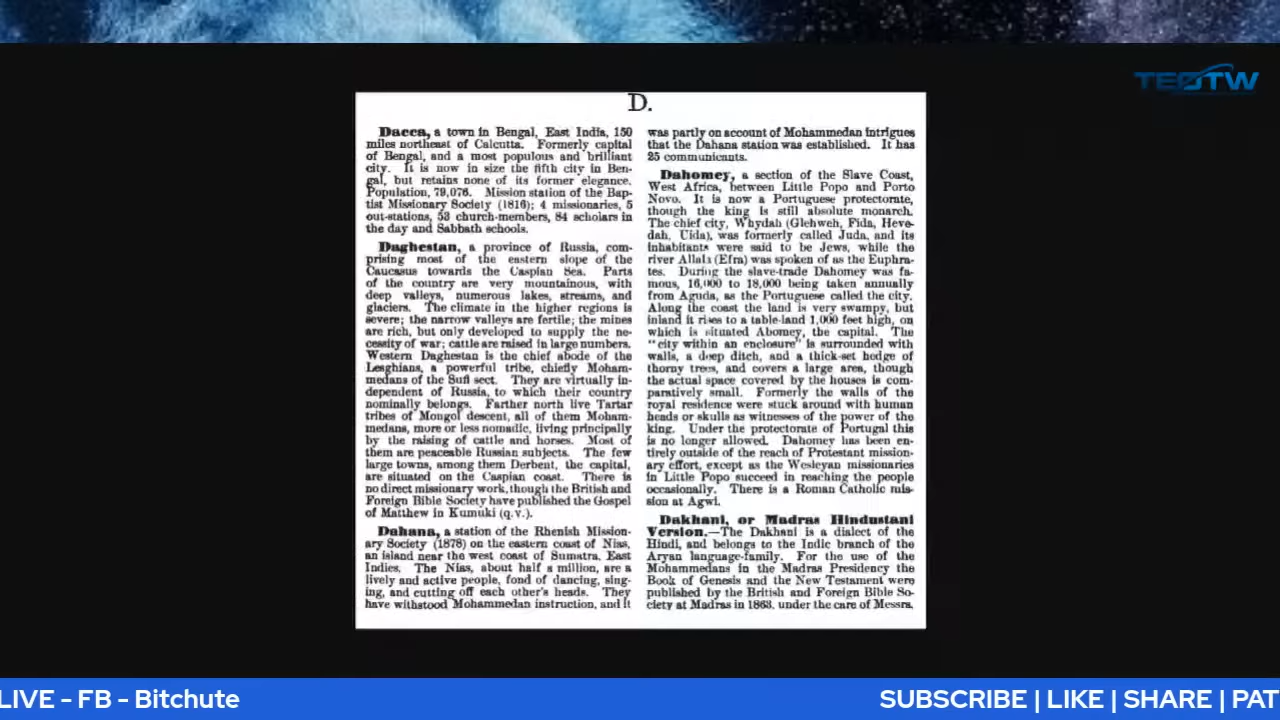 TEOTW
D.
Dacca, a town in Bengal, East India, 150
miles northeast of Calcutta. Formerly capital
of Bengal, and a most populous and brilliant
city. It is now in size the fifth city in Ben-
gal, but retains none of its former elegance.
Population, 79,076. Mission station of the Bap-
tist Missionary Society (1816); 4 missionaries, 5
out-stations, 53 church-members, 84 scholars in
the day and Sabbath schools.
Daghestan, a province of Russia, com-
prising most of the eastern slope of the
Caucasus towards the Caspian Sea. Parts
of the country are very mountainous, with
deep valleys, numerous lakes, streams, and
glaciers. The climate in the higher regions is
severe; the narrow valleys are fertile; the mines
are rich, but only developed to supply the ne-
cessity of war; cattle are raised in large numbers.
Western Daghestan is the chief abode of the
Lesghians, a powerful tribe, chiefly Moham-
medans of the Sufi sect. They are virtually in-
dependent of Russia, to which their country
nominally belongs. Farther north live Tartar
tribes of Mongol descent, all of them Moham-
medans, more or less nomadic, living principally
by the raising of cattle and horses. Most of
them are peaceable Russian subjects. The few
large towns, among them Derbent, the capital,
are situated on the Caspian coast. There is
no direct missionary work, though the British and
Foreign Bible Society have published the Gospel
of Matthew in Kumuki (q.v.).
Dahana, a station of the Rhenish Mission-
ary Society (1878) on the eastern coast of Nias,
an island near the west coast of Sumatra, East
Indies. The Nias, about half a million, are a
lively and active people, fond of dancing, sing-
ing, and cutting off each other's heads. They
have withstood Mohammedan instruction, and it
was partly on account of Mohammedan intrigues
that the Dahana station was established. It has
25 communicants.
Dahomey, a section of the Slave Coast,
West Africa, between Little Popo and Porto
Novo. It is now a Portuguese protectorate,
though the king is still absolute monarch.
The chief city, Whydah (Glehweh, Fida, Heve-
dah, Uida), was formerly called Juda, and its
inhabitants were said to be Jews, while the
river Allala (Efra) was spoken of as the Euphra-
tes. During the slave-trade Dahomey was fa-
mous, 16,000 to 18,000 being taken annually
from Aguda, as the Portuguese called the city.
Along the coast the land is very swampy, but
inland it rises to a table-land 1,000 feet high, on
which is situated Abomey, the capital. The
"city within an enclosure" is surrounded with
walls, a deep ditch, and a thick-set hedge of
thorny trees, and covers a large area, though
the actual space covered by the houses is com-
paratively small. Formerly the walls of the
royal residence were stuck around with human
heads or skulls as witnesses of the power of the
king. Under the protectorate of Portugal this
is no longer allowed. Dahomey has been en-
tirely outside of the reach of Protestant mission-
ary effort, except as the Wesleyan missionaries
in Little Popo succeed in reaching the people
occasionally. There is a Roman Catholic mis-
sion at Agwi.
Dakhani, or Madras Hindustani
Version.—The Dakhani is a dialect of the
Hindi, and belongs to the Indic branch of the
Aryan language-family. For the use of the
Mohammedans in the Madras Presidency the
Book of Genesis and the New Testament were
published by the British and Foreign Bible So-
ciety at Madras in 1863, under the care of Messrs.
LIVE - FB - Bitchute
SUBSCRIBE | LIKE | SHARE | PAT